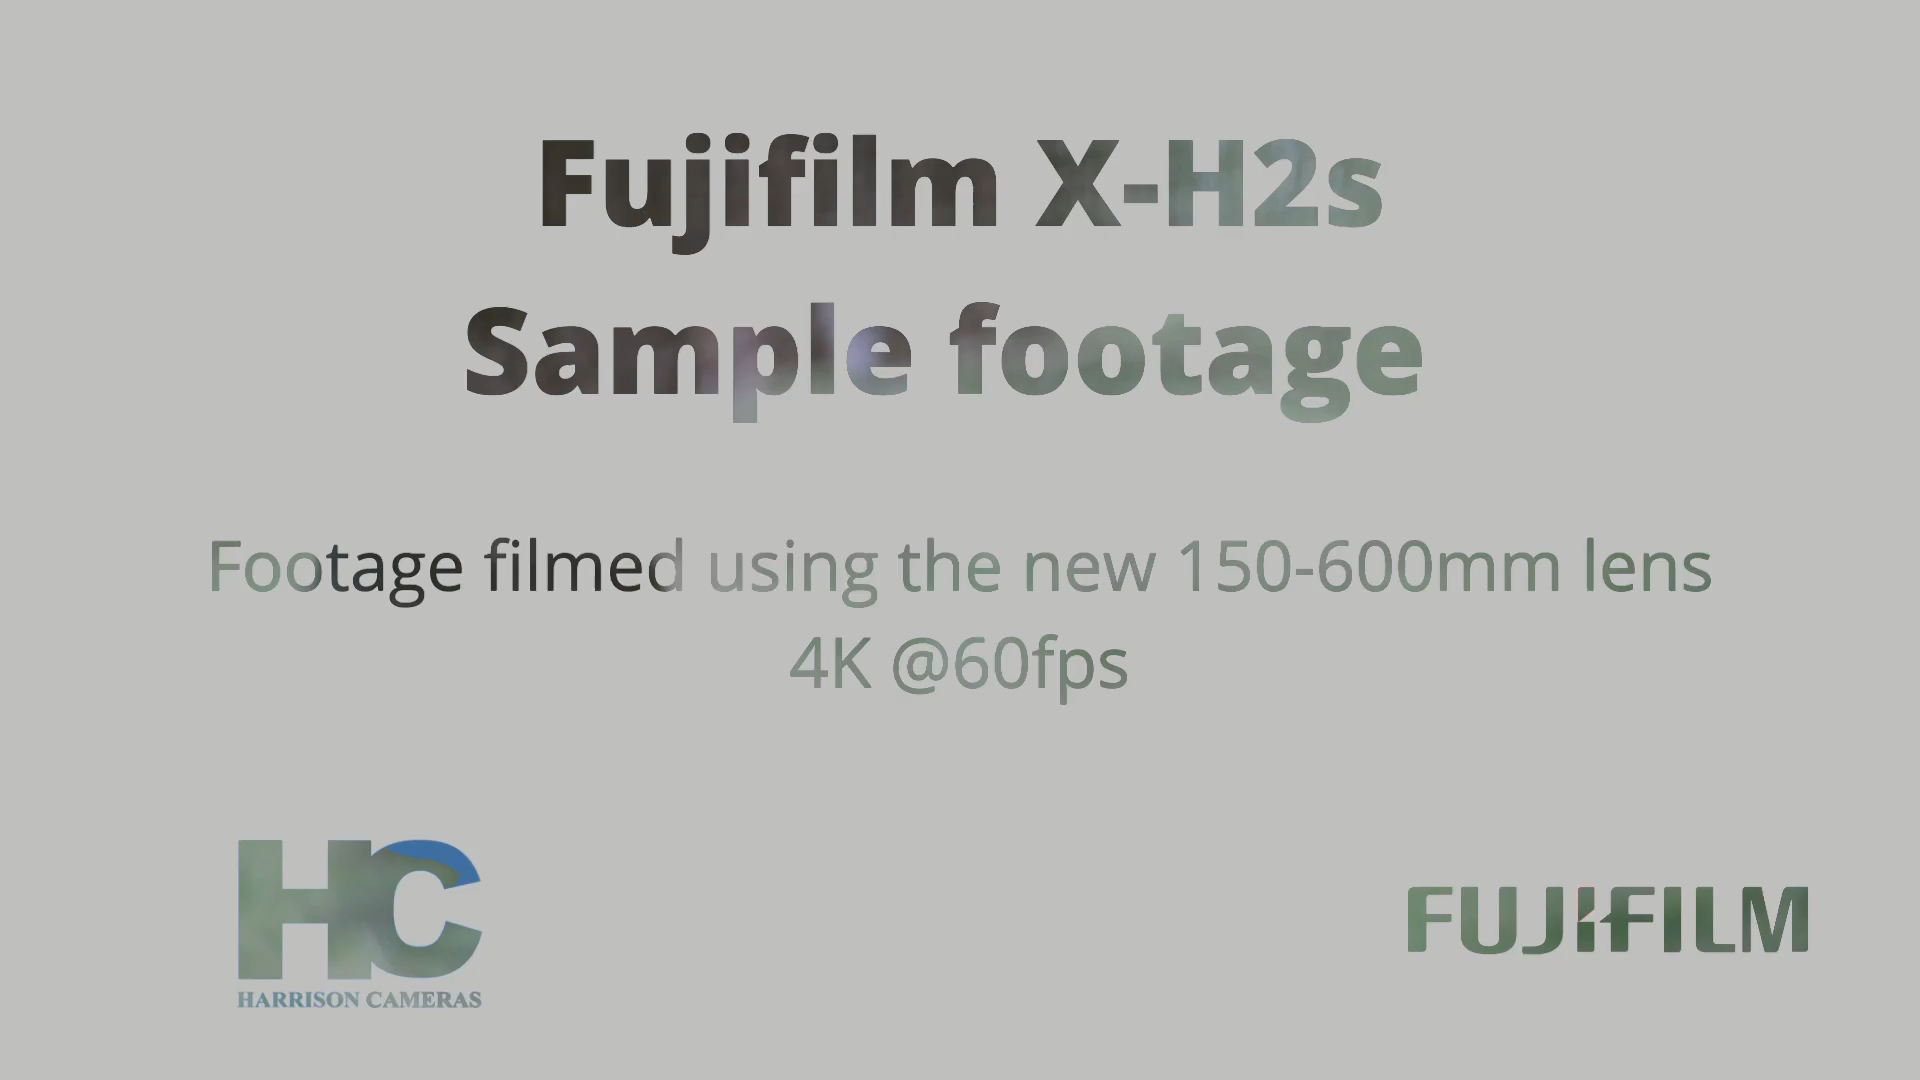 Fujifilm X-H2s
Sample footage
Footage filmed using the new 150-600mm lens
4K @60fps
HC
HARRISON CAMERAS
FUJIFILM